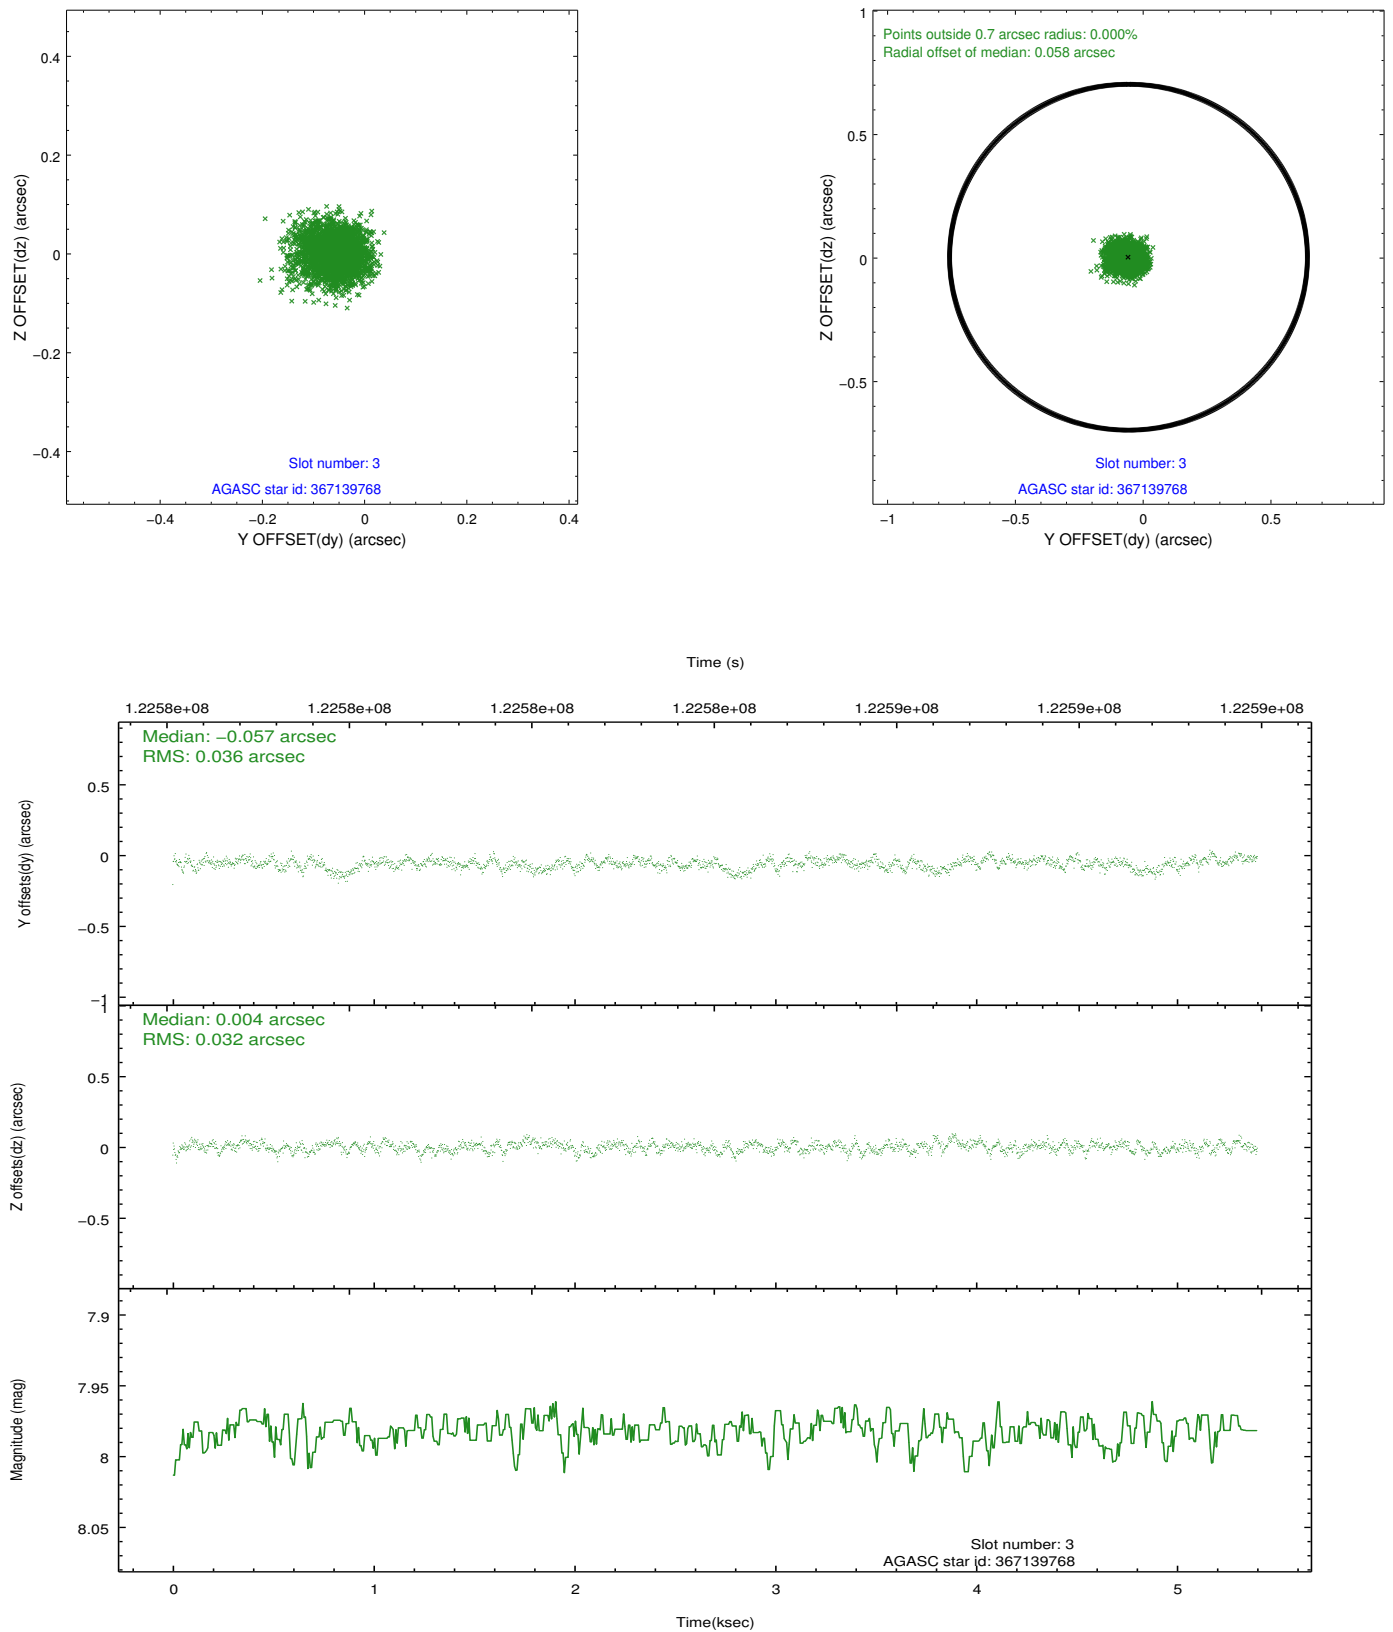 0.4
0.2
0
−0.2
−0.4
Z OFFSET(dz) (arcsec)
−0.4 −0.2 0 0.2 0.4
Y OFFSET(dy) (arcsec)
Slot number: 3
AGASC star id: 367139768
Points outside 0.7 arcsec radius: 0.000%
Radial offset of median: 0.058 arcsec
1
0.5
0
−0.5
Z OFFSET(dz) (arcsec)
Slot number: 3
AGASC star id: 367139768
−1 −0.5 0 0.5
Y OFFSET(dy) (arcsec)
Time (s)
1.2258e+08 1.2258e+08 1.2258e+08 1.2258e+08 1.2259e+08 1.2259e+08 1.2259e+08
Median: −0.057 arcsec
RMS: 0.036 arcsec
0.5
0
−0.5
−1
Y offsets(dy) (arcsec)
1
Median: 0.004 arcsec
RMS: 0.032 arcsec
0.5
0
−0.5
Z offsets(dz) (arcsec)
7.9
7.95
8
8.05
Magnitude (mag)
Slot number: 3
AGASC star id: 367139768
0 1 2 3 4 5
Time(ksec)